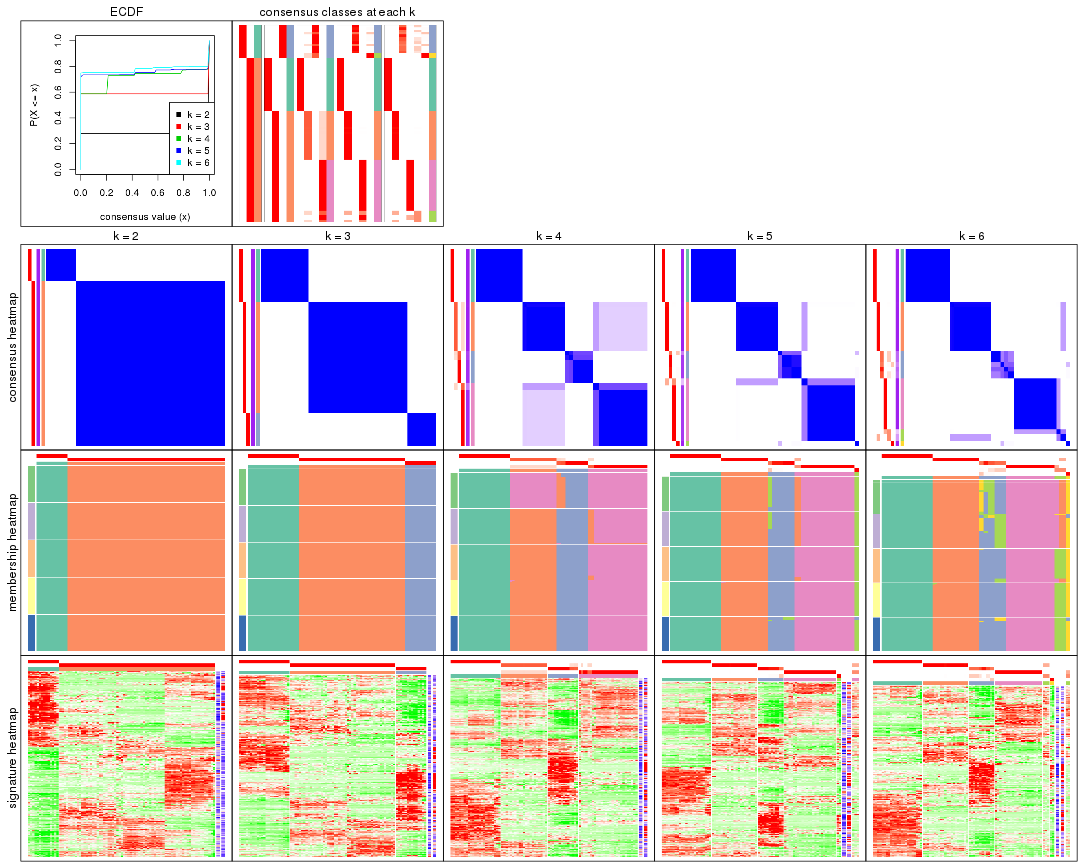 ECDF
consensus classes at each k
P(X <= x)
0.0 0.2 0.4 0.6 0.8 1.0
k = 2
k = 3
k = 4
k = 5
k = 6
0.0 0.2 0.4 0.6 0.8 1.0
consensus value (x)
k = 2
k = 3
k = 4
k = 5
k = 6
consensus heatmap
membership heatmap
signature heatmap